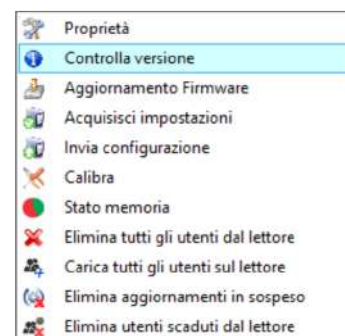 Proprietà
Controlla versione
Aggiornamento Firmware
Acquisisci impostazioni
Invia configurazione
Calibra
Stato memoria
Elimina tutti gli utenti dal lettore
Carica tutti gli utenti sul lettore
Elimina aggiornamenti in sospeso
Elimina utenti scaduti dal lettore